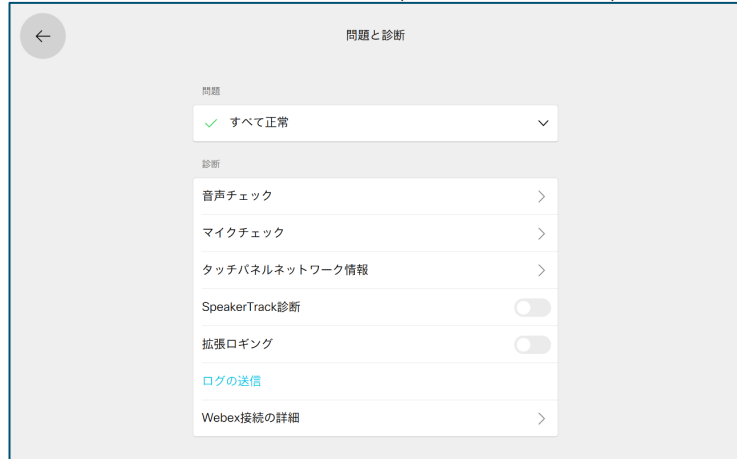 問題と診断
問題
すべて正常
診断
音声チェック
マイクチェック
タッチパネルネットワーク情報
SpeakerTrack診断
拡張ロギング
ログの送信
Webex接続の詳細